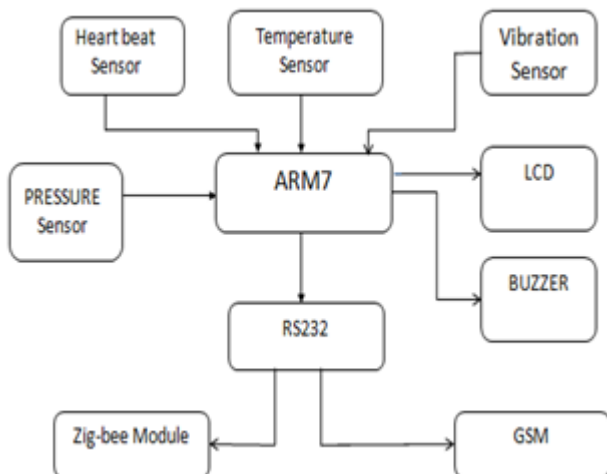 Heart beat
Sensor
Temperature
Sensor
Vibration
Sensor
PRESSURE
Sensor
ARM7
LCD
BUZZER
RS232
Zig-bee Module
GSM